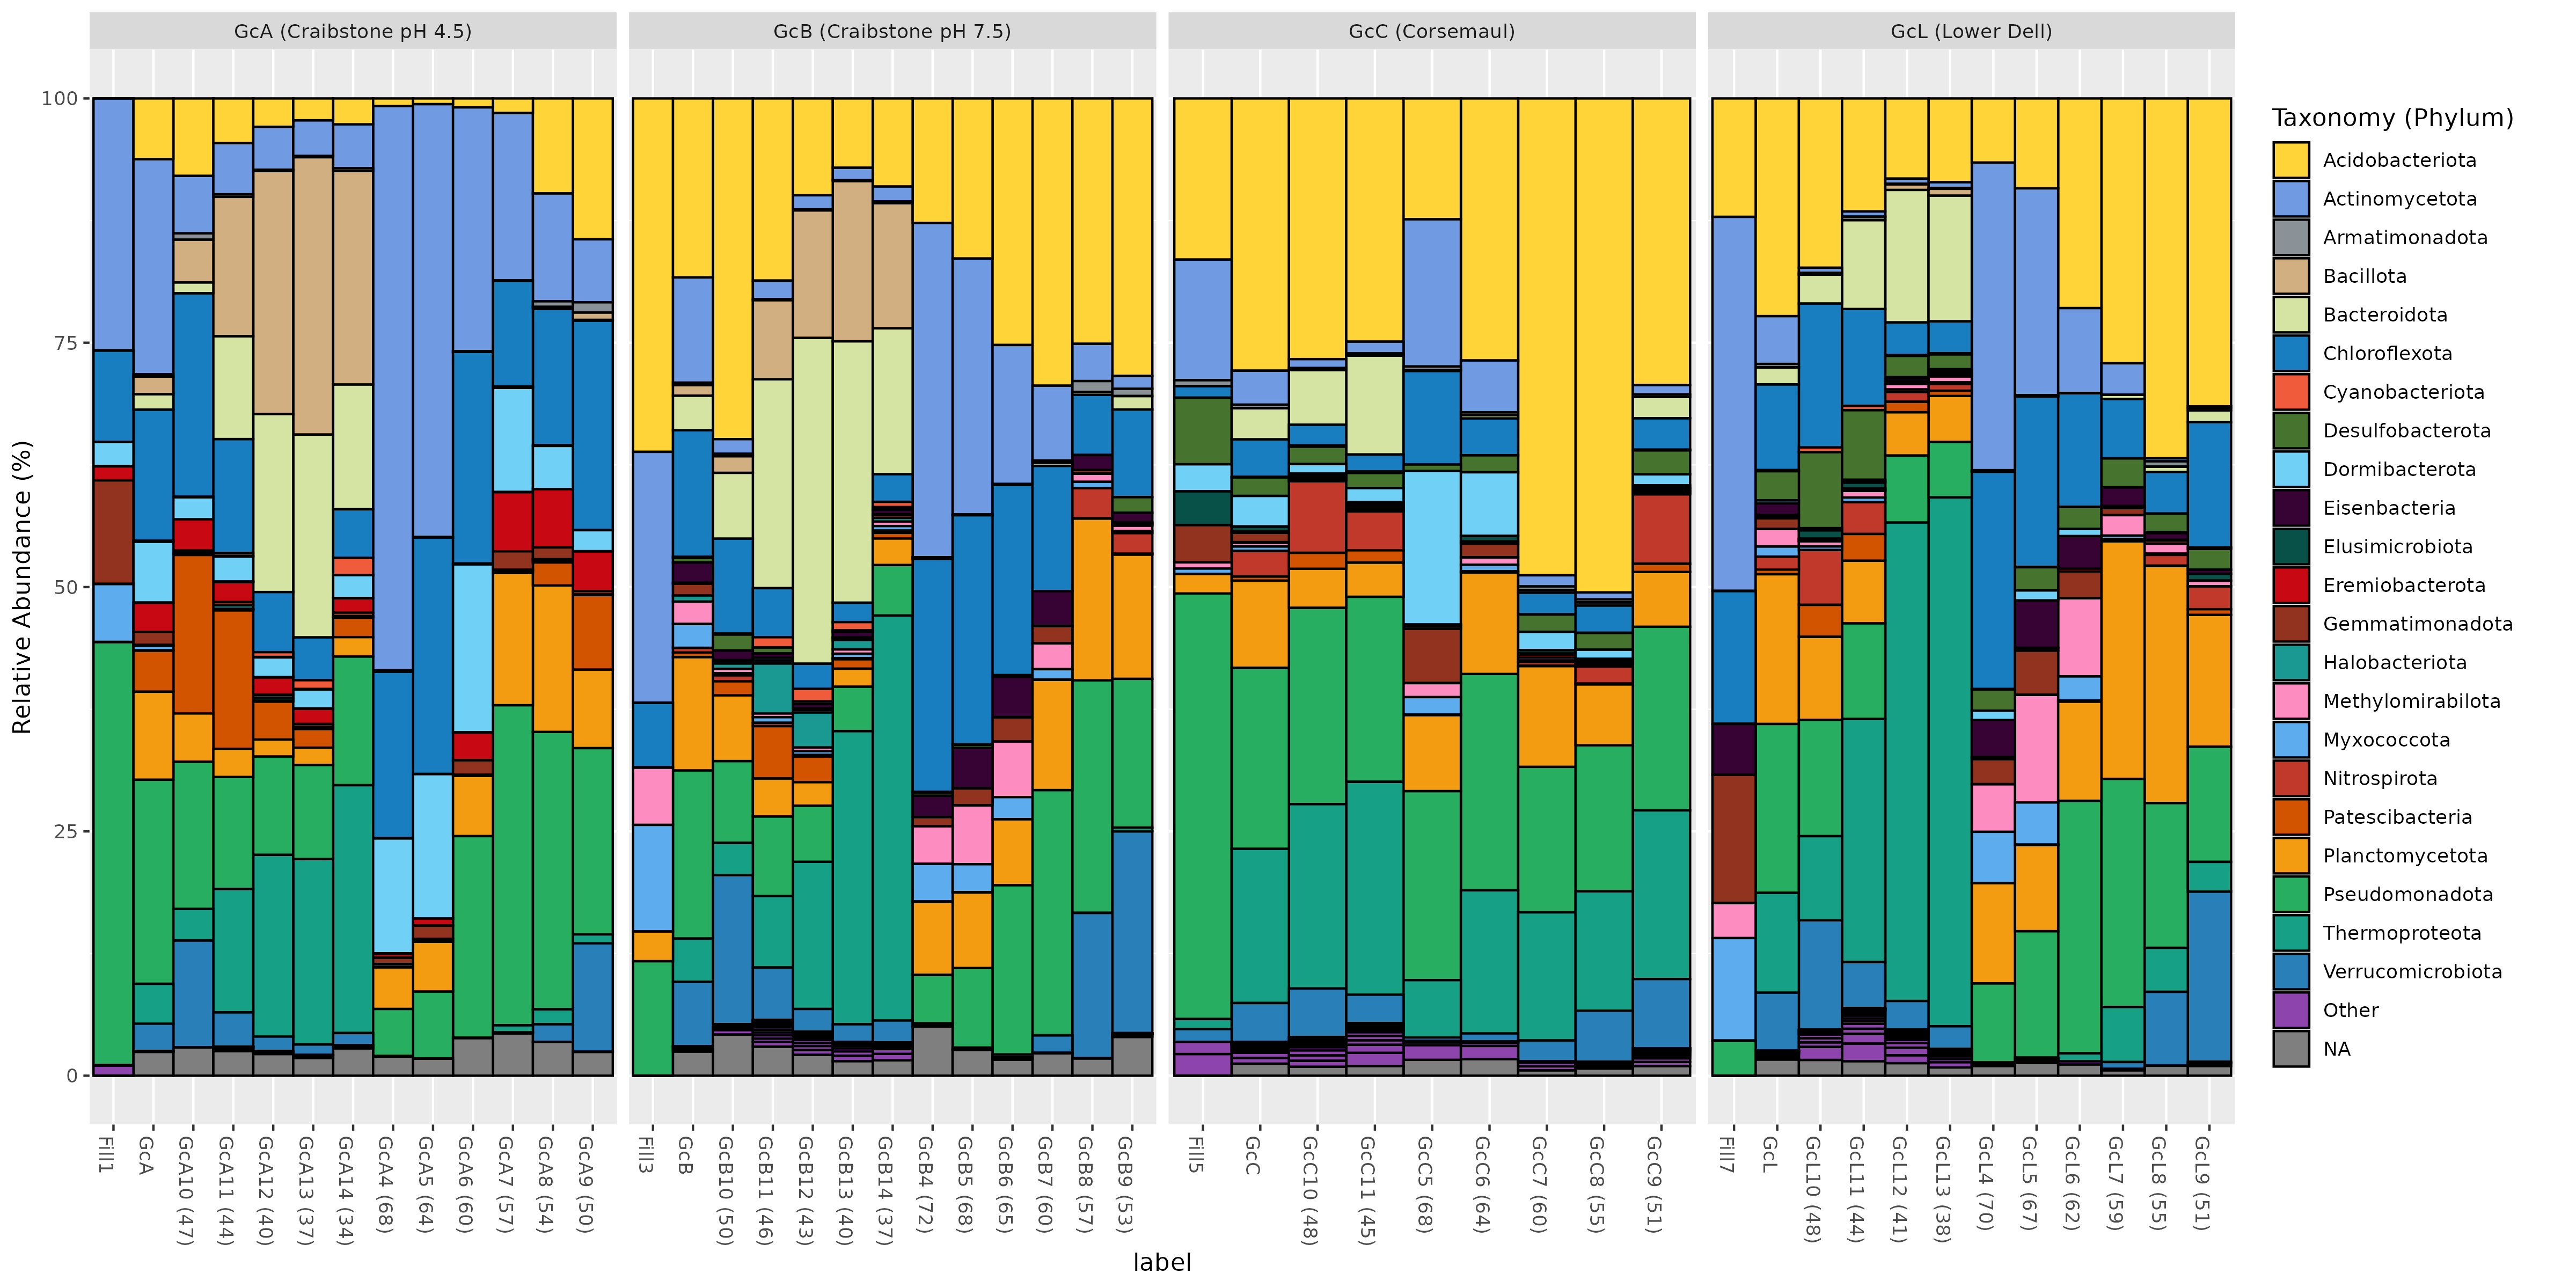 GcA (Craibstone pH 4.5)
GcB (Craibstone pH 7.5)
GcC (Corsemaul)
GcL (Lower Dell)
Relative Abundance (%)
100
75
50
25
0
Fill1
GcA
GcA10 (47)
GcA11 (44)
GcA12 (40)
GcA13 (37)
GcA14 (34)
GcA4 (68)
GcA5 (64)
GcA6 (60)
GcA7 (57)
GcA8 (54)
GcA9 (50)
Fill3
GcB
GcB10 (50)
GcB11 (46)
GcB12 (43)
GcB13 (40)
GcB14 (37)
GcB4 (72)
GcB5 (68)
GcB6 (65)
GcB7 (60)
GcB8 (57)
GcB9 (53)
Fill5
GcC
GcC10 (48)
GcC11 (45)
GcC5 (68)
GcC6 (64)
GcC7 (60)
GcC8 (55)
GcC9 (51)
Fill7
GcL
GcL10 (48)
GcL11 (44)
GcL12 (41)
GcL13 (38)
GcL4 (70)
GcL5 (67)
GcL6 (62)
GcL7 (59)
GcL8 (55)
GcL9 (51)
label
Taxonomy (Phylum)
Acidobacteriota
Actinomycetota
Armatimonadota
Bacillota
Bacteroidota
Chloroflexota
Cyanobacteriota
Desulfobacterota
Dormibacterota
Eisenbacteria
Elusimicrobiota
Eremiobacterota
Gemmatimonadota
Halobacteriota
Methylomirabilota
Myxococcota
Nitrospirota
Patescibacteria
Planctomycetota
Pseudomonadota
Thermoproteota
Verrucomicrobiota
Other
NA